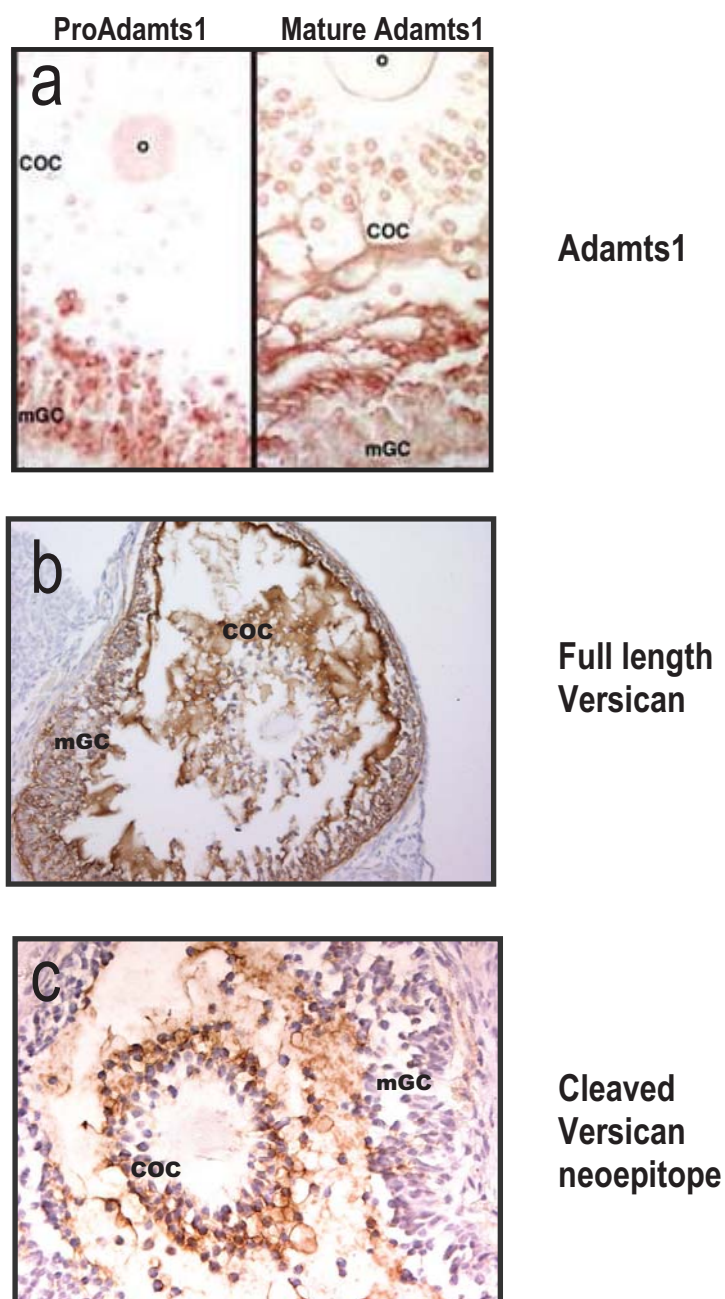 ProAdamts1 Mature Adamts1
a
o
COC
mGC
o
COC
mGC
Adamts1
b
COC
mGC
Full length
Versican
c
mGC
COC
Cleaved
Versican
neoepitope